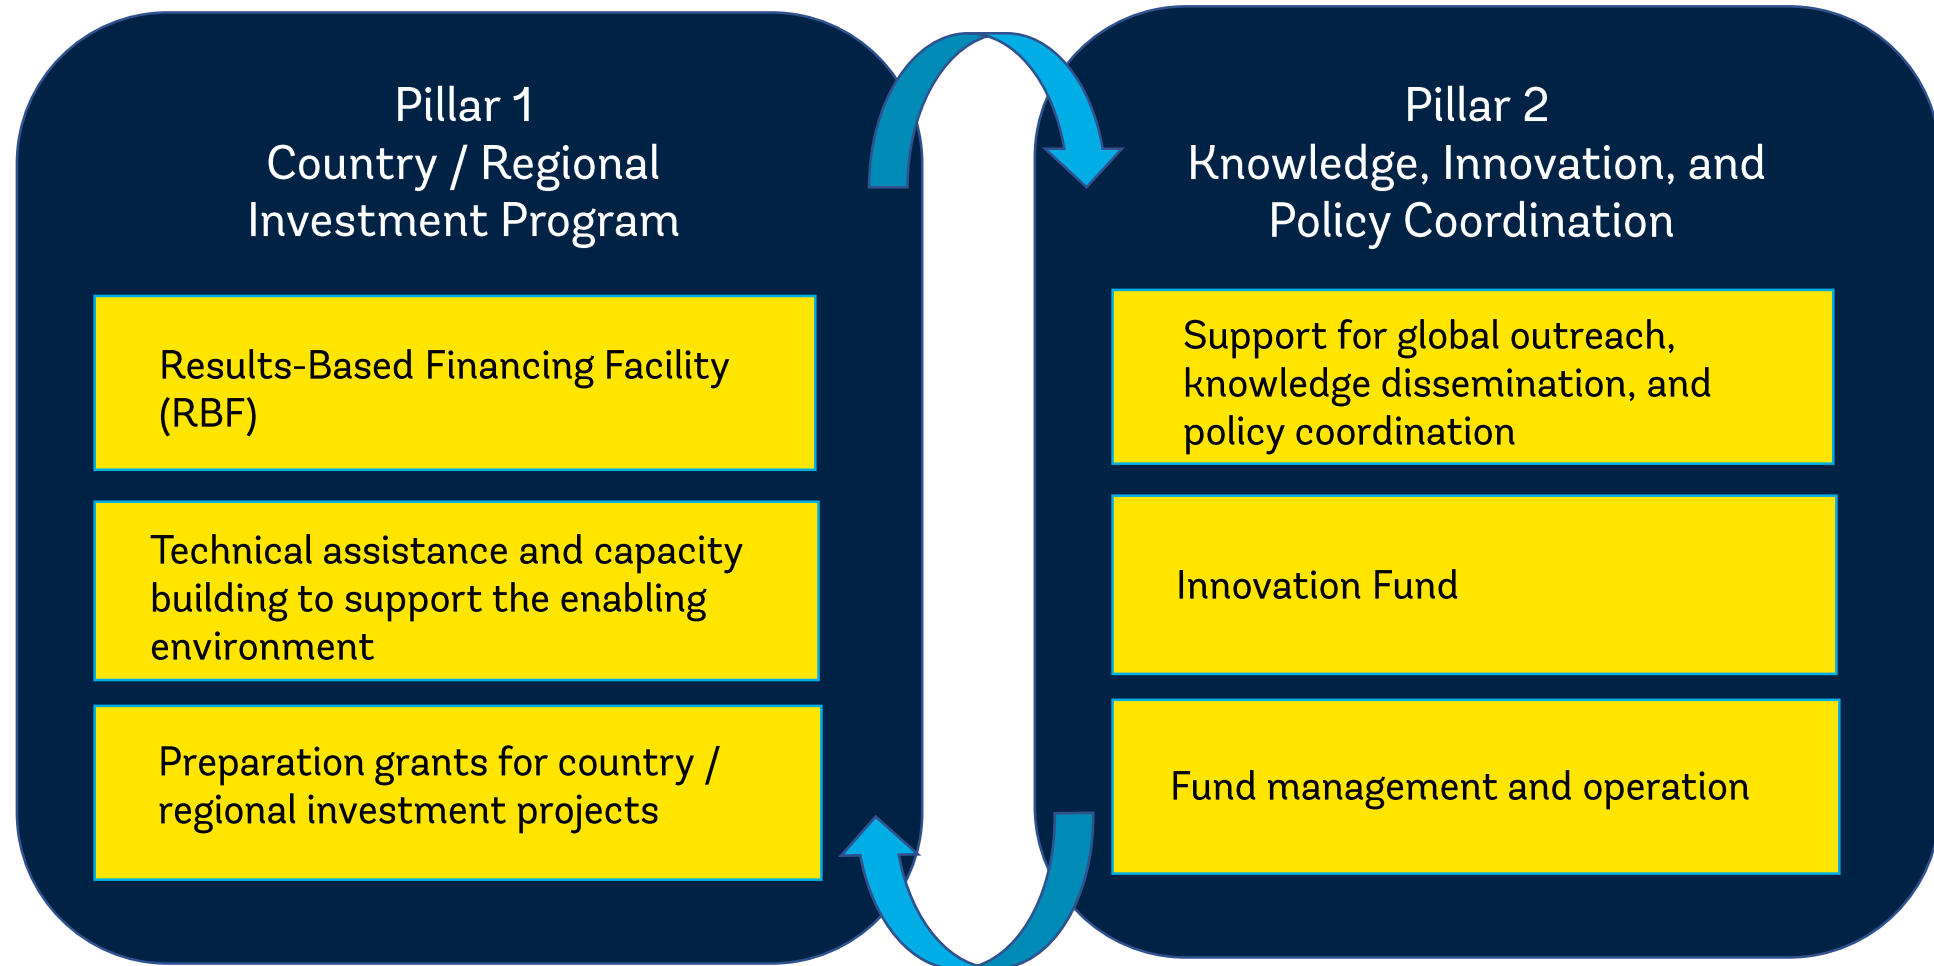 Pillar 1
Country / Regional
Investment Program
Results-Based Financing Facility
(RBF)
Technical assistance and capacity
building to support the enabling
environment
Preparation grants for country /
regional investment projects
Pillar 2
Knowledge, Innovation, and
Policy Coordination
Support for global outreach,
knowledge dissemination, and
policy coordination
Innovation Fund
Fund management and operation